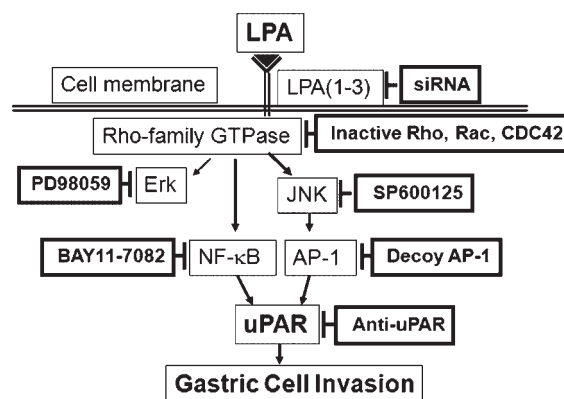 LPA
Cell membrane
LPA(1-3)
siRNA
Rho-family GTPase
Inactive Rho, Rac, CDC42
PD98059
Erk
JNK
SP600125
BAY11-7082
NF-κB
AP-1
Decoy AP-1
uPAR
Anti-uPAR
Gastric Cell Invasion